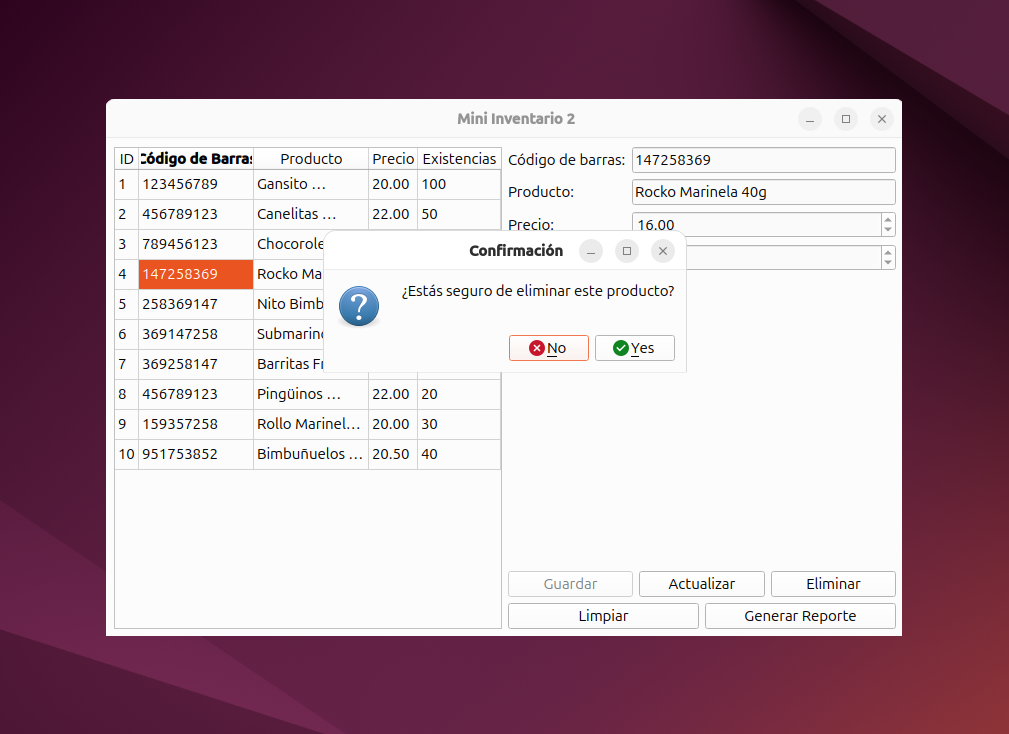 Mini Inventario 2
ID Código de Barras Producto Precio Existencias
1 123456789 Gansito … 20.00 100
2 456789123 Canelitas … 22.00 50
3 789456123 Chocorole
4 147258369 Rocko Ma
5 258369147 Nito Bimb
6 369147258 Submarino
7 369258147 Barritas Fr
8 456789123 Pingüinos … 22.00 20
9 159357258 Rollo Marinel… 20.00 30
10 951753852 Bimbuñuelos … 20.50 40
Código de barras: 147258369
Producto: Rocko Marinela 40g
Precio: 16.00
Confirmación
¿Estás seguro de eliminar este producto?
No Yes
Guardar Actualizar Eliminar
Limpiar Generar Reporte